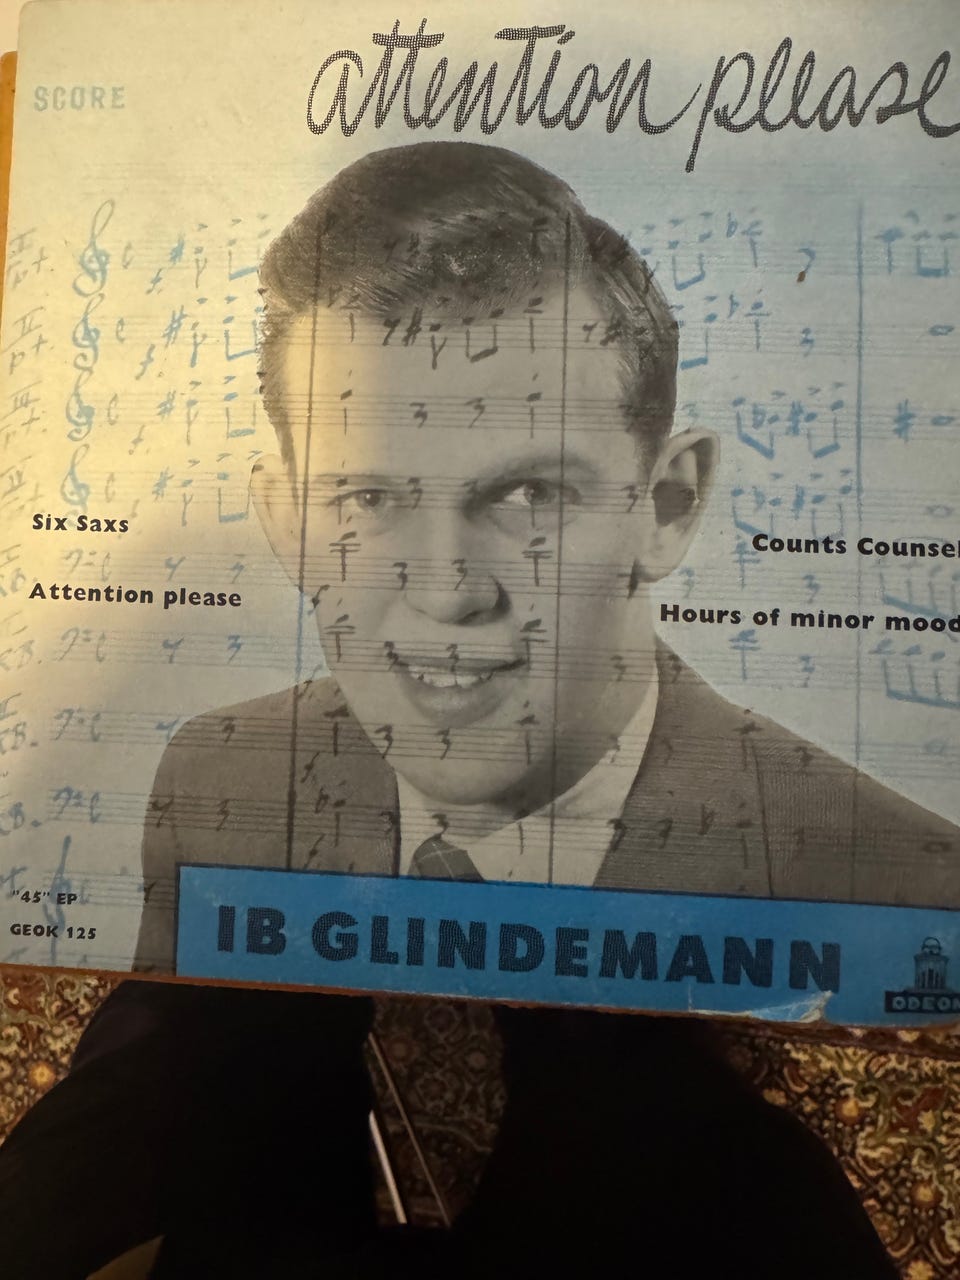 attention please
SCORE
Six Saxs
Attention please
Counts Counsel
Hours of minor mood
"45" EP
GEOK 125
IB GLINDEMANN
ODEON